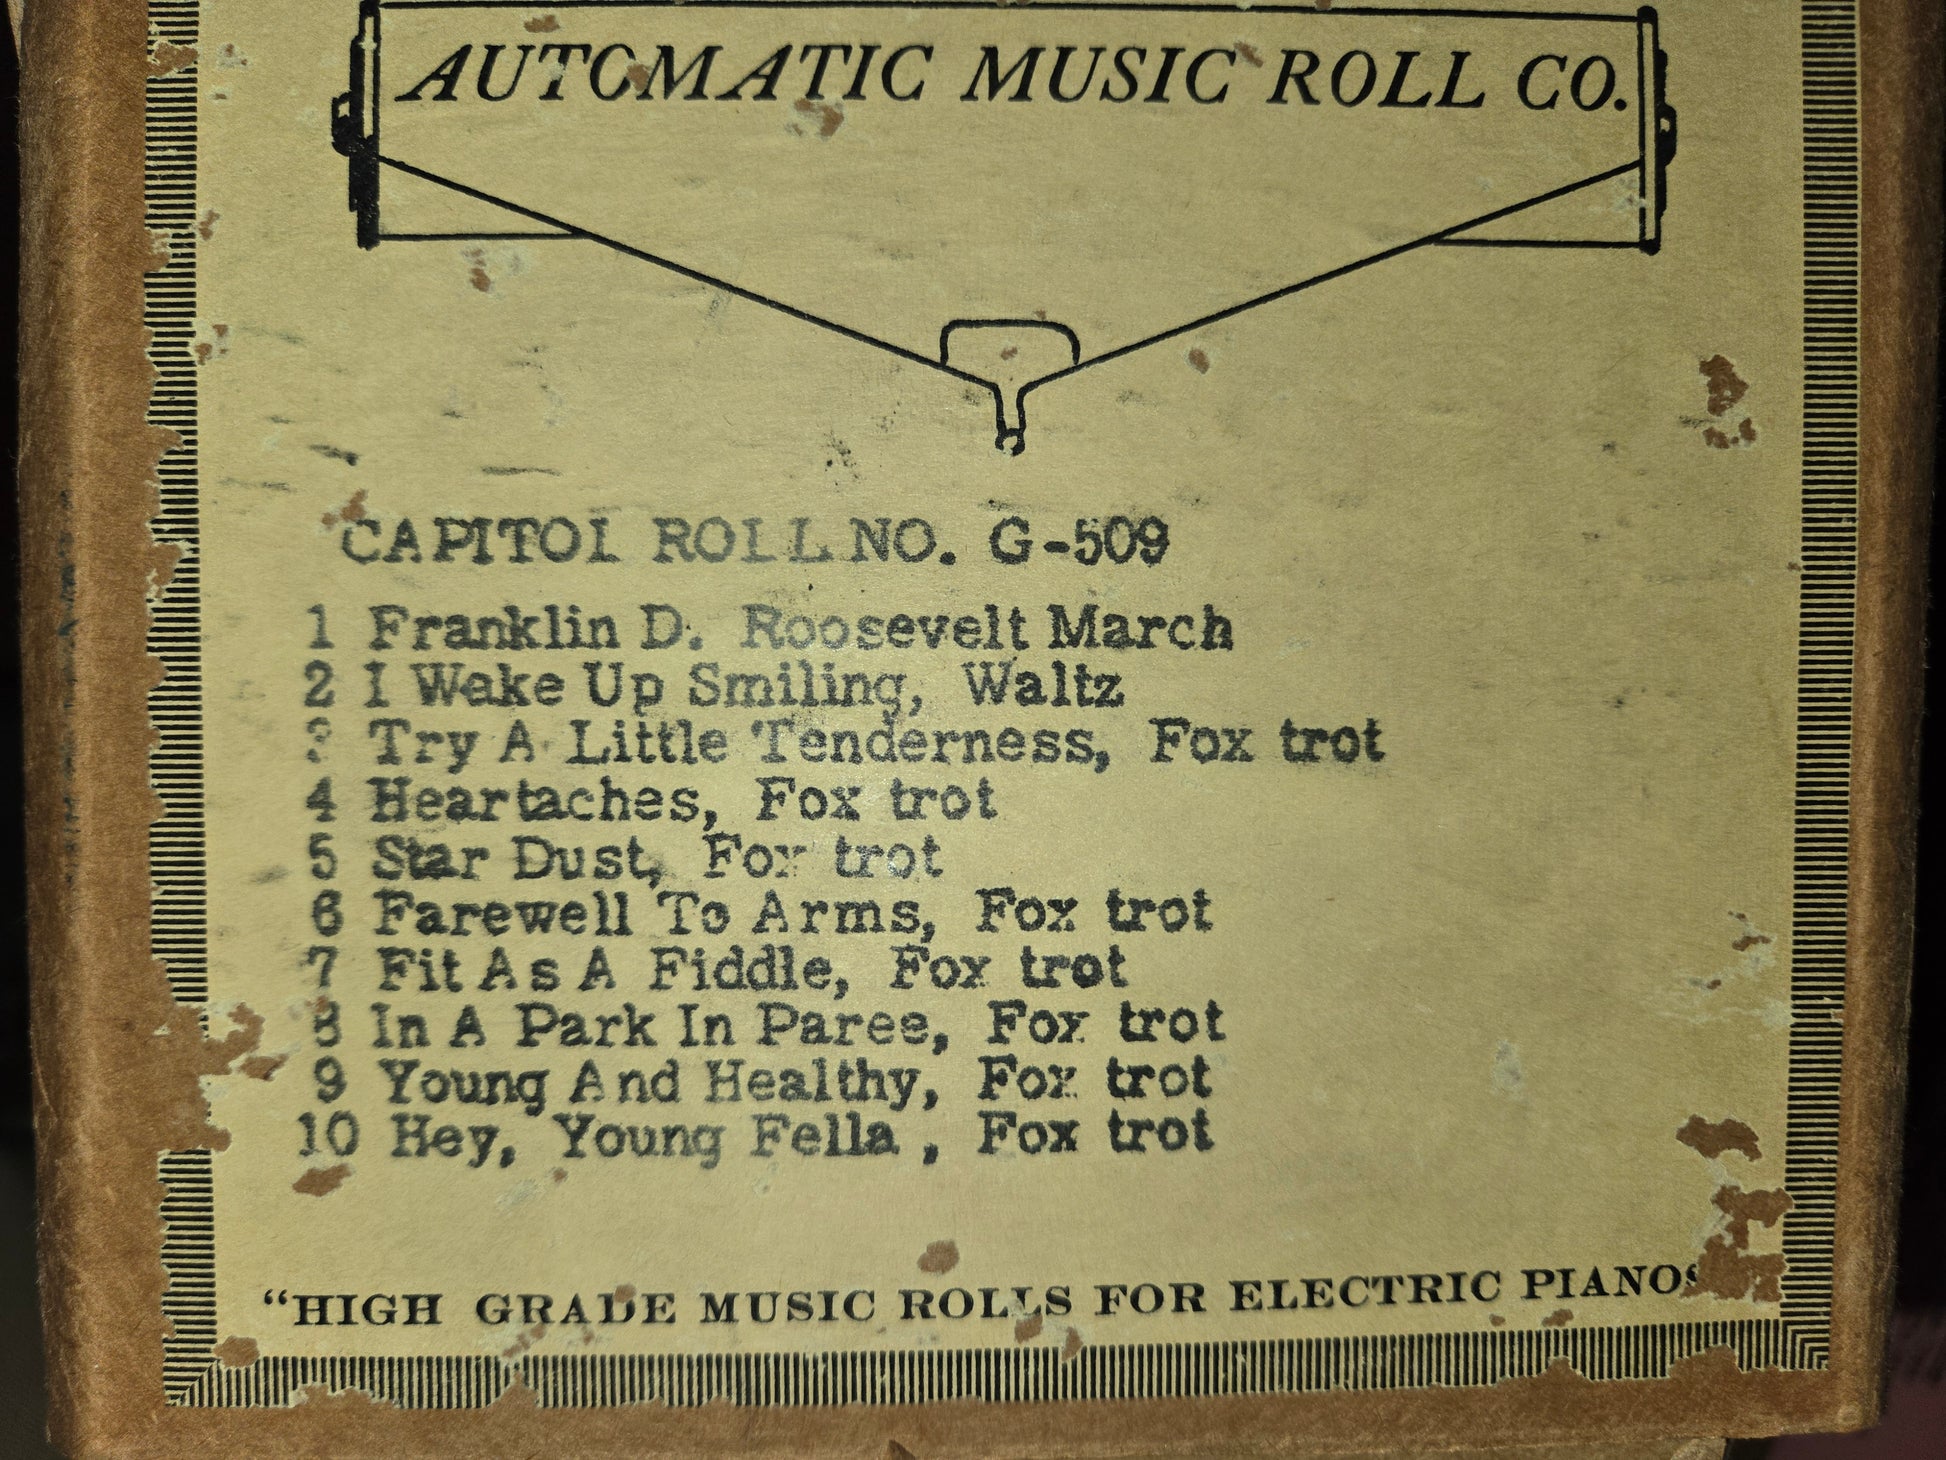 AUTOMATIC MUSIC ROLL CO.
CAPITOL ROLL NO. G-509
1 Franklin D. Roosevelt March
2 I Wake Up Smiling, Waltz
3 Try A Little Tenderness, Fox trot
4 Heartaches, Fox trot
5 Star Dust, Fox trot
6 Farewell To Arms, Fox trot
7 Fit As A Fiddle, Fox trot
8 In A Park In Paree, Fox trot
9 Young And Healthy, Fox trot
10 Hey, Young Fella , Fox trot
"HIGH GRADE MUSIC ROLLS FOR ELECTRIC PIANOS